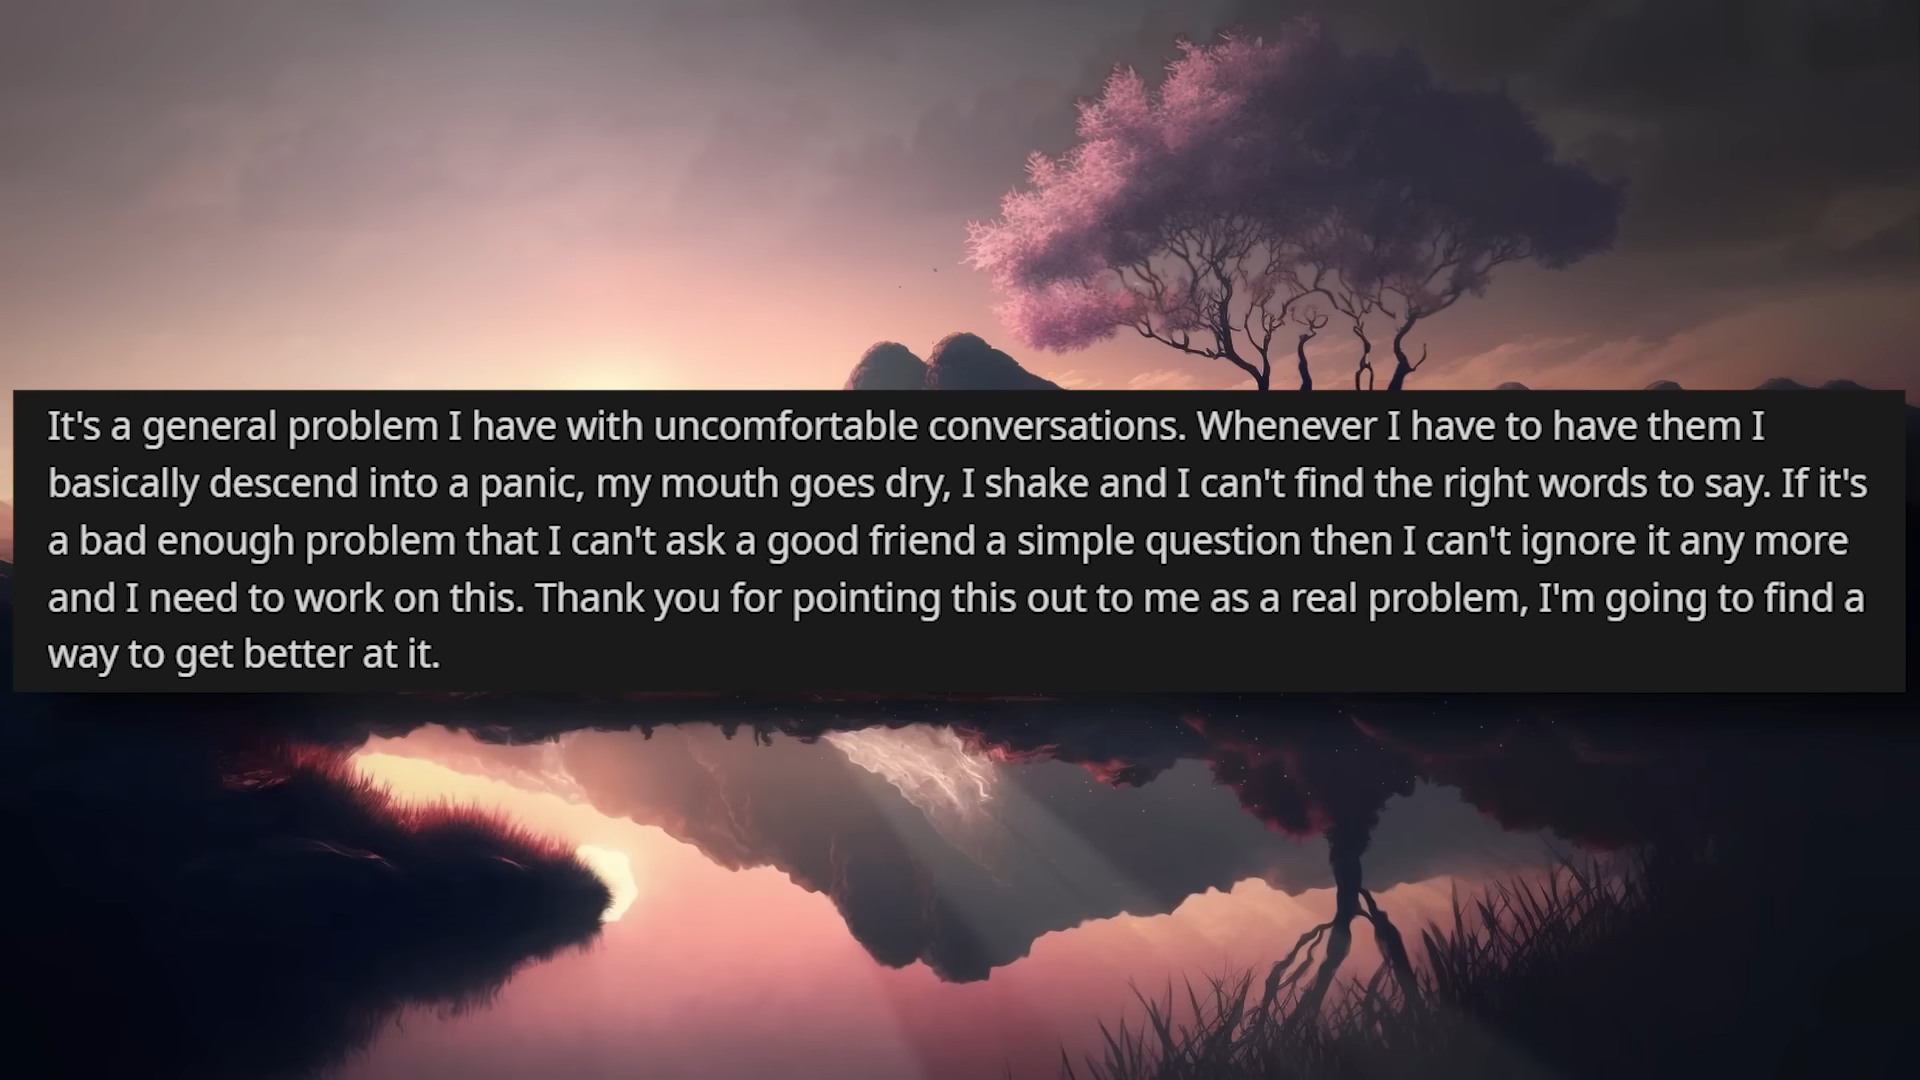 It's a general problem I have with uncomfortable conversations. Whenever I have to have them I
basically descend into a panic, my mouth goes dry, I shake and I can't find the right words to say. If it's
a bad enough problem that I can't ask a good friend a simple question then I can't ignore it any more
and I need to work on this. Thank you for pointing this out to me as a real problem, I'm going to find a
way to get better at it.